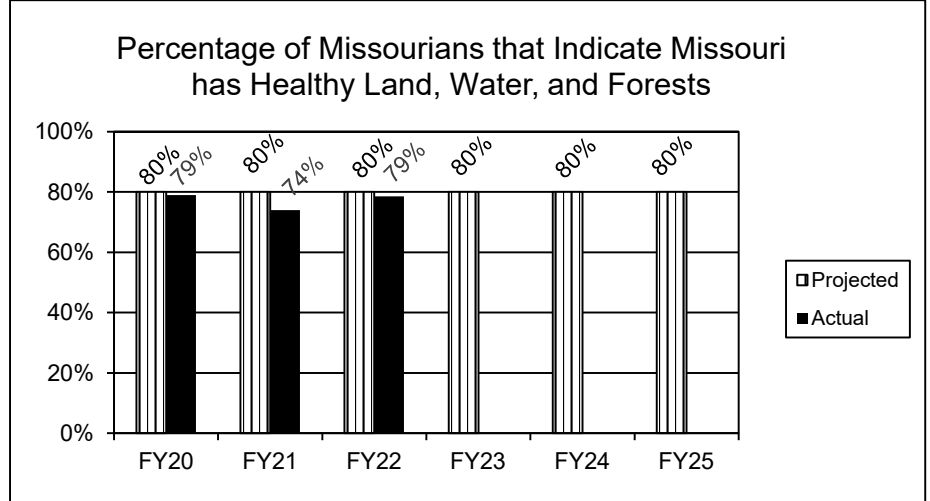 Percentage of Missourians that Indicate Missouri
has Healthy Land, Water, and Forests
100%
80%
60%
40%
20%
0%
80%
79%
80%
74%
80%
79%
80%
80%
80%
FY20
FY21
FY22
FY23
FY24
FY25
Projected
Actual